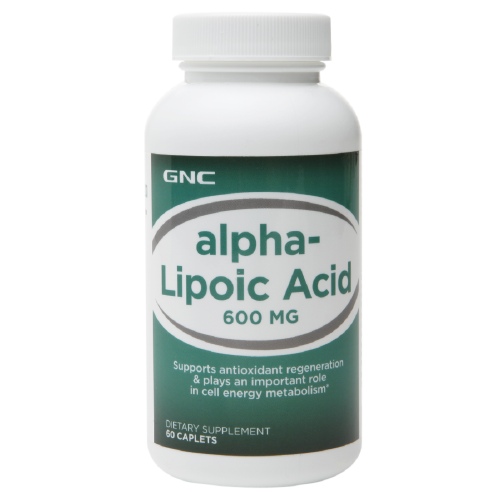 GNC
alpha-
Lipoic Acid
600 MG
Supports antioxidant regeneration
& plays an important role
in cell energy metabolism*
DIETARY SUPPLEMENT
60 CAPLETS